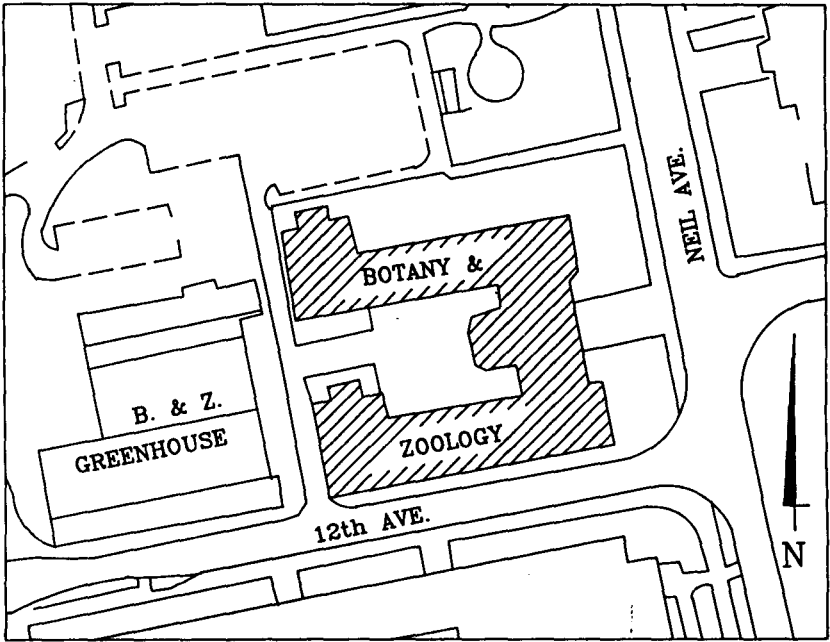 NEIL AVE.
BOTANY &
B. & Z.
GREENHOUSE
ZOOLOGY
12th AVE.
N